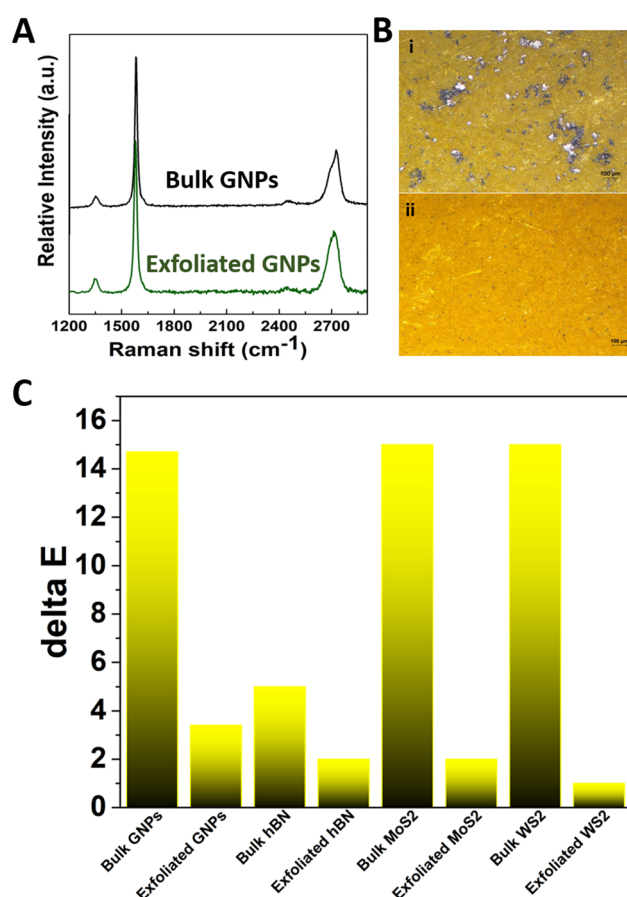 A
Relative Intensity (a.u.)
Bulk GNPs
Exfoliated GNPs
1200 1500 1800 2100 2400 2700
Raman shift (cm-1)
B
i
100 µm
ii
100 µm
C
delta E
16
14
12
10
8
6
4
2
0
Bulk GNPs
Exfoliated GNPs
Bulk hBN
Exfoliated hBN
Bulk MoS2
Exfoliated MoS2
Bulk WS2
Exfoliated WS2